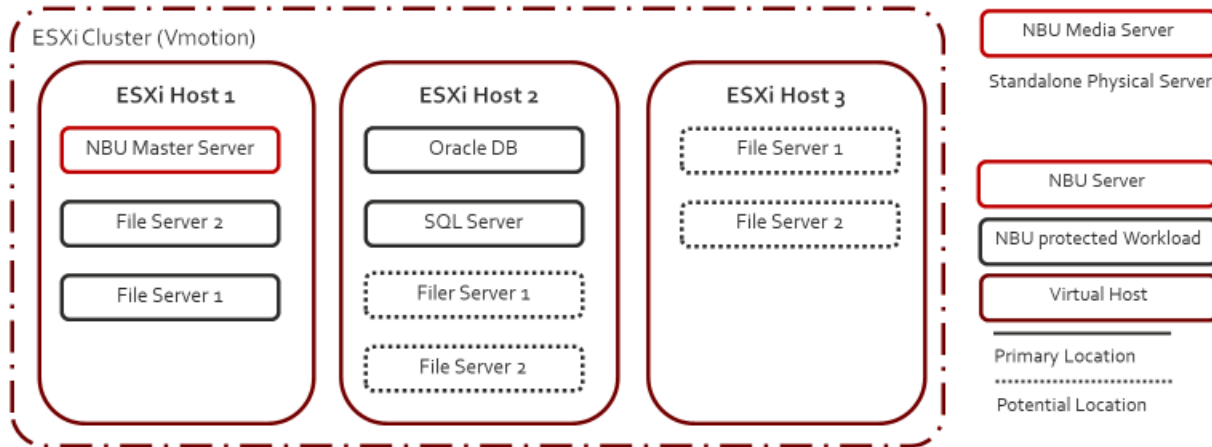 ESXi Cluster (Vmotion)
ESXi Host 1
NBU Master Server
File Server 2
File Server 1
ESXi Host 2
Oracle DB
SQL Server
Filer Server 1
File Server 2
ESXi Host 3
File Server 1
File Server 2
NBU Media Server
Standalone Physical Server
NBU Server
NBU protected Workload
Virtual Host
Primary Location
Potential Location